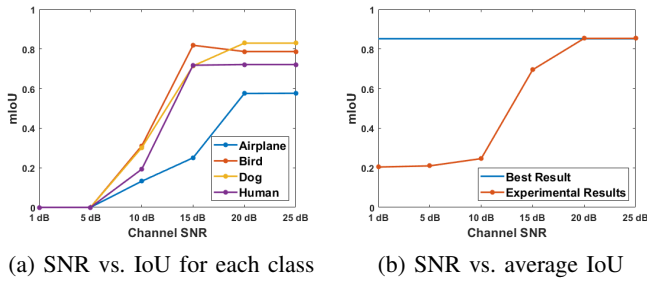 1
0.8
0.6
0.4
0.2
0
mIoU
1 dB 5 dB 10 dB 15 dB 20 dB 25 dB
Channel SNR
Airplane
Bird
Dog
Human
(a) SNR vs. IoU for each class
1
0.8
0.6
0.4
0.2
0
mIoU
1 dB 5 dB 10 dB 15 dB 20 dB 25 dB
Channel SNR
Best Result
Experimental Results
(b) SNR vs. average IoU